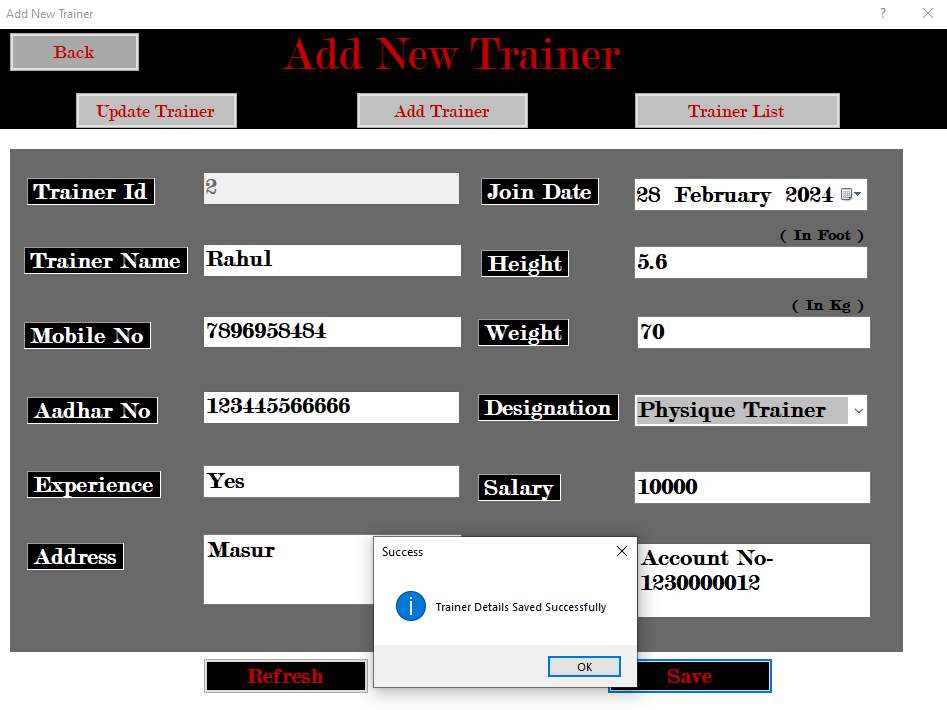 Add New Trainer
?
Back
Add New Trainer
Update Trainer
Add Trainer
Trainer List
Trainer Id
2
Join Date
28 February 2024
( In Foot )
Trainer Name
Rahul
Height
5.6
( In Kg )
Mobile No
7896958484
Weight
70
Aadhar No
123445566666
Designation
Physique Trainer
Experience
Yes
Salary
10000
Address
Masur
Account No-
1230000012
Success
Trainer Details Saved Successfully
OK
Refresh
Save